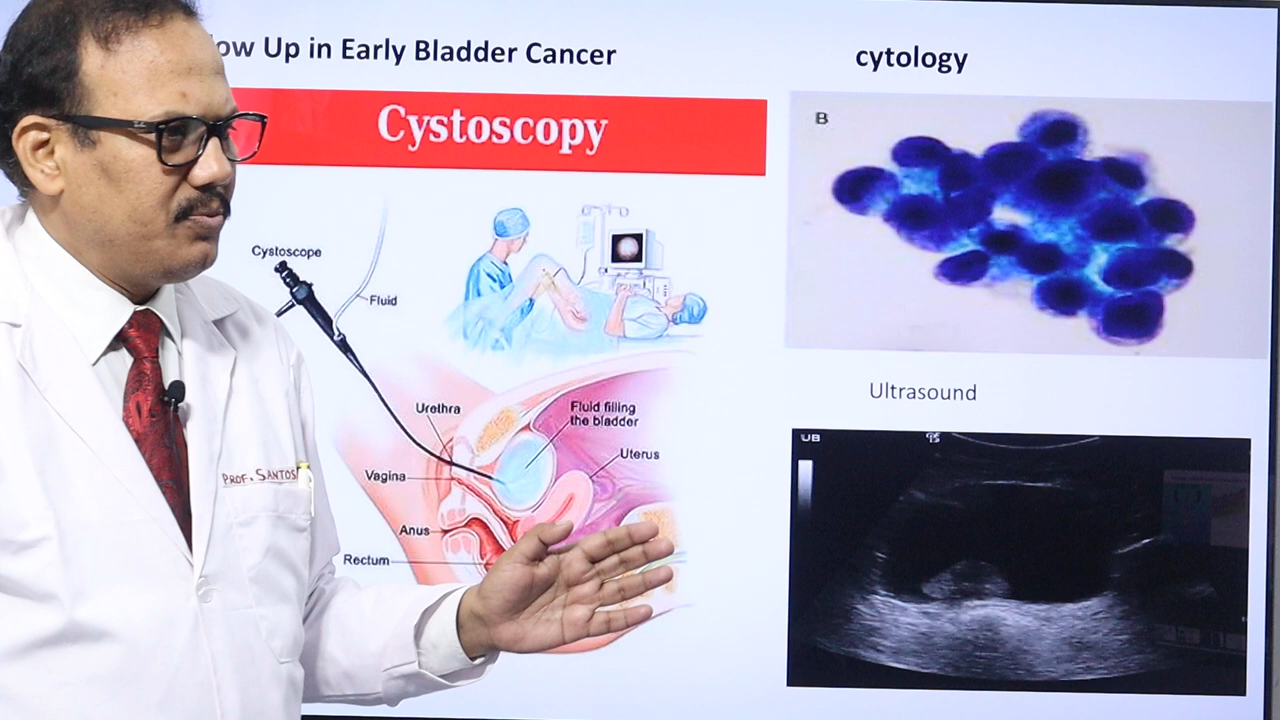 ow Up in Early Bladder Cancer
cytology
Cystoscopy
B
Cystoscope
Fluid
Urethra
Fluid filling
the bladder
Uterus
Vagina
Anus
Rectum
Ultrasound
UB
PROF. SANTOS